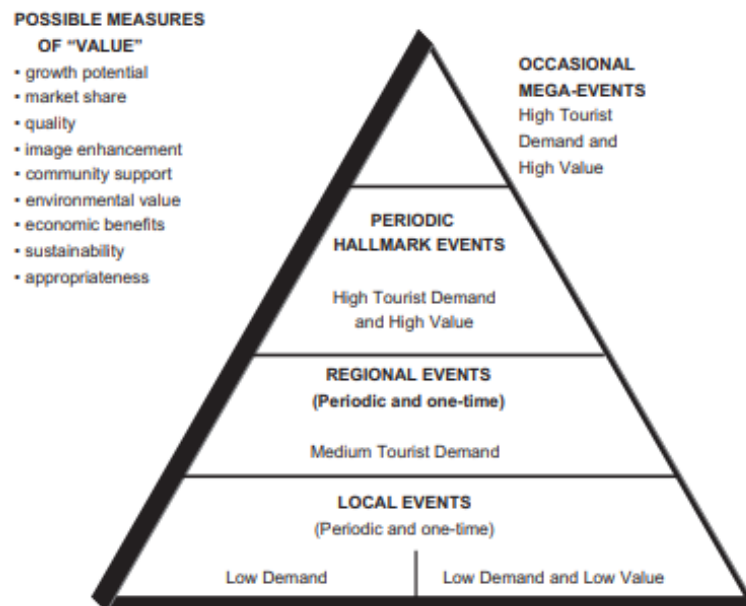 POSSIBLE MEASURES
OF “VALUE”
• growth potential
• market share
• quality
• image enhancement
• community support
• environmental value
• economic benefits
• sustainability
• appropriateness
OCCASIONAL
MEGA-EVENTS
High Tourist
Demand and
High Value
PERIODIC
HALLMARK EVENTS
High Tourist Demand
and High Value
REGIONAL EVENTS
(Periodic and one-time)
Medium Tourist Demand
LOCAL EVENTS
(Periodic and one-time)
Low Demand
Low Demand and Low Value